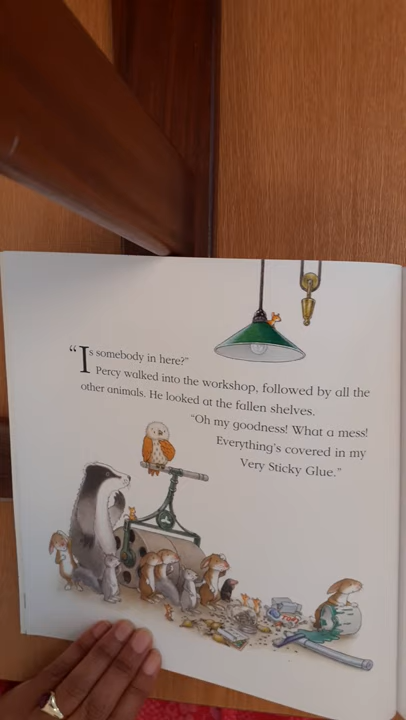 “Is somebody in here?”
Percy walked into the workshop, followed by all the
other animals. He looked at the fallen shelves.
“Oh my goodness! What a mess!
Everything’s covered in my
Very Sticky Glue.”